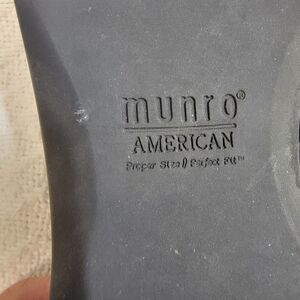 munro®
AMERICAN
Proper Size // Perfect Fit™